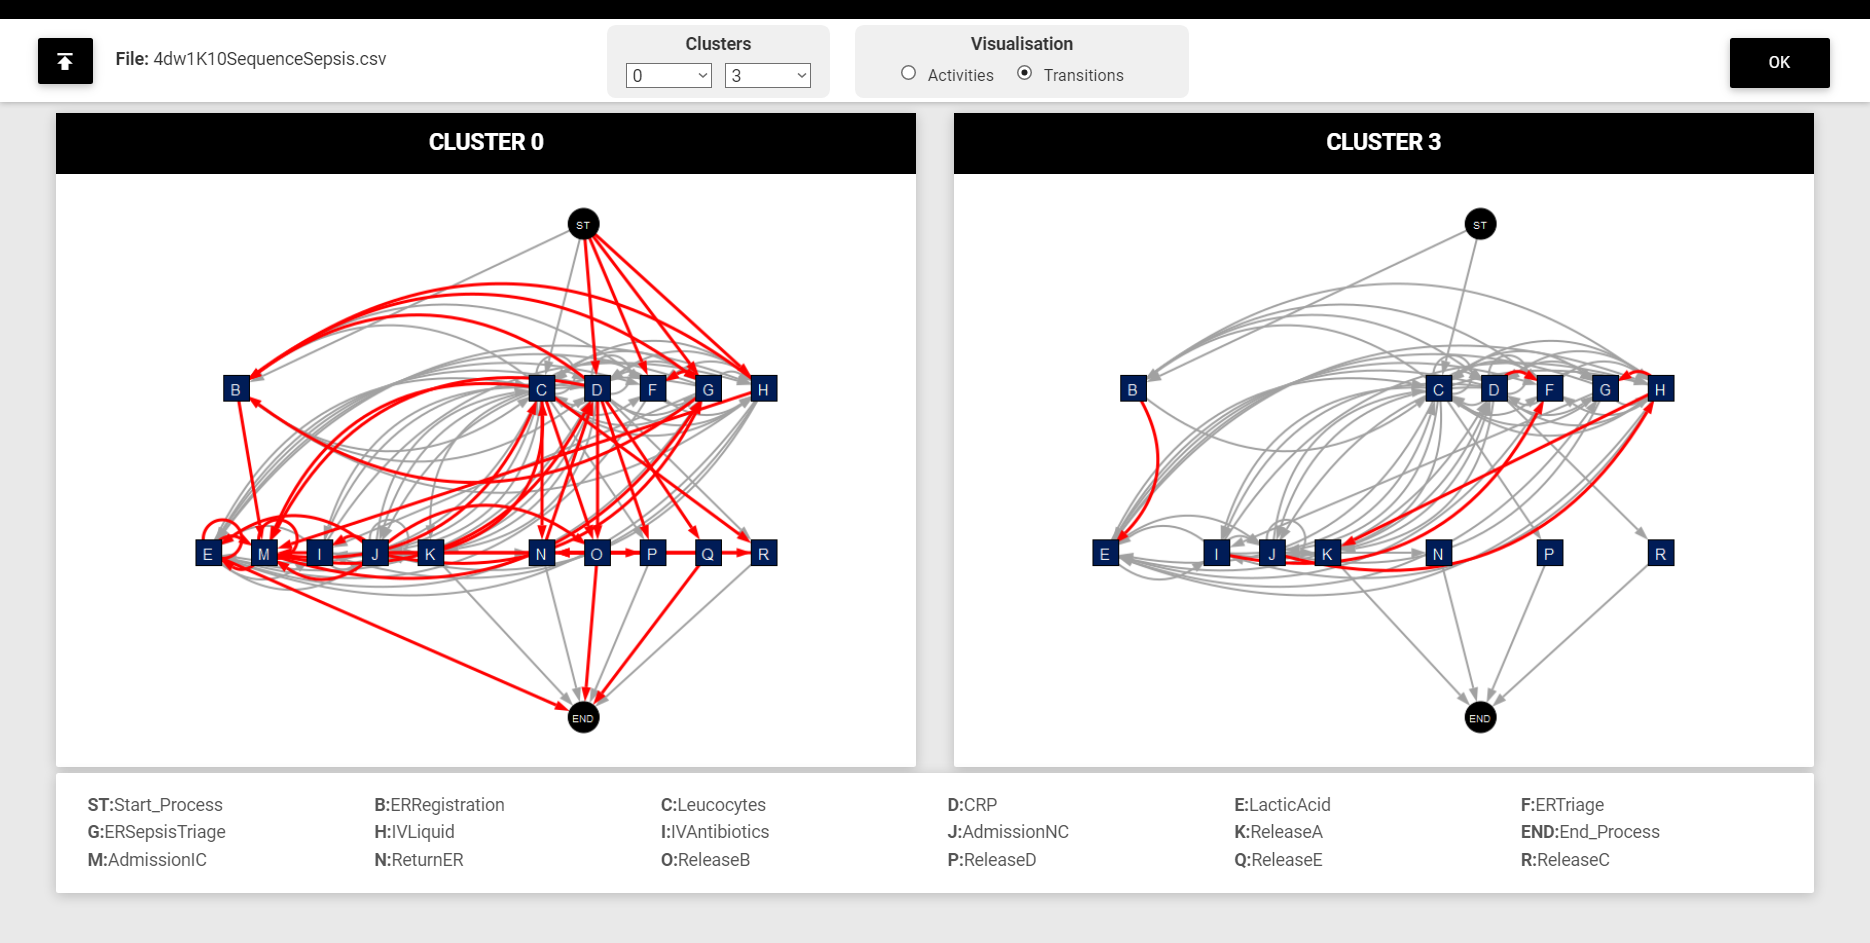 File: 4dw1K10SequenceSepsis.csv
Clusters
0 3
Visualisation
Activities Transitions
OK
CLUSTER 0
CLUSTER 3
ST
B C D F G H
E M I J K N O P Q R
END
ST
B C D F G H
E I J K N P R
END
ST:Start_Process B:ERRegistration C:Leucocytes D:CRP E:LacticAcid F:ERTriage
G:ERSepsisTriage H:IVLiquid I:IVAntibiotics J:AdmissionNC K:ReleaseA END:End_Process
M:AdmissionIC N:ReturnER O:ReleaseB P:ReleaseD Q:ReleaseE R:ReleaseC